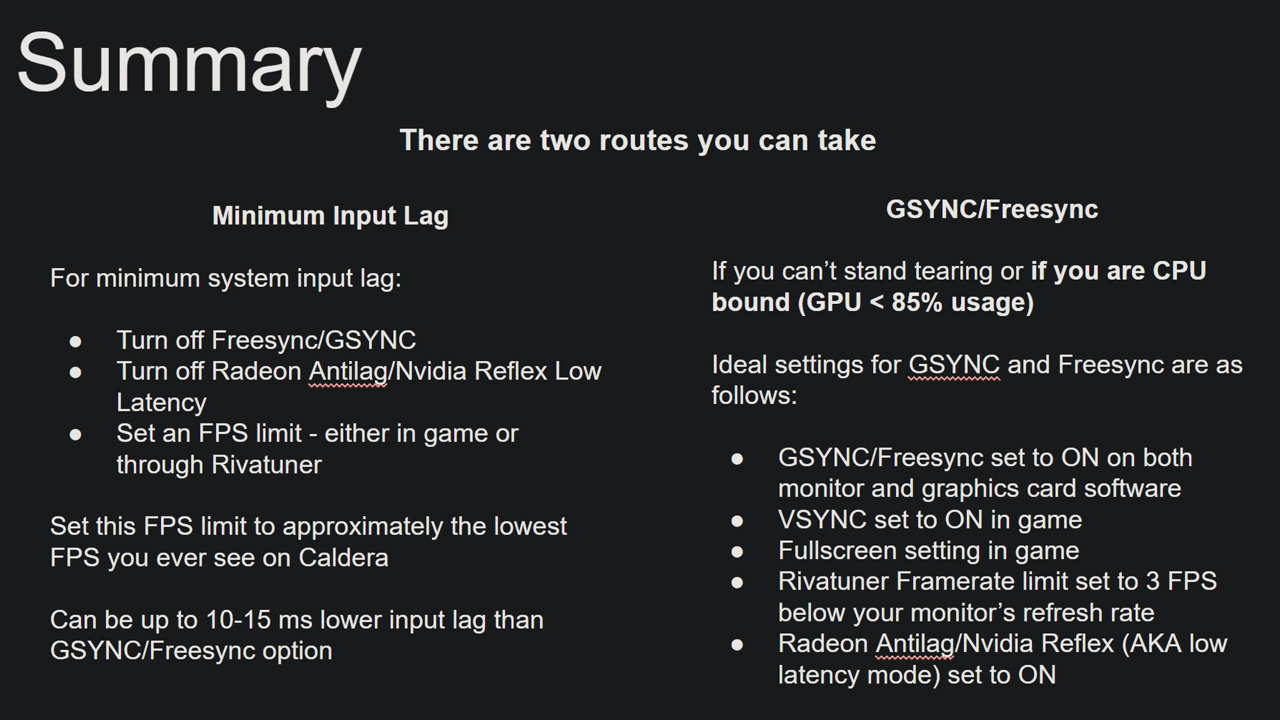 Summary
There are two routes you can take
Minimum Input Lag
For minimum system input lag:
● Turn off Freesync/GSYNC
● Turn off Radeon Antilag/Nvidia Reflex Low
Latency
● Set an FPS limit - either in game or
through Rivatuner
Set this FPS limit to approximately the lowest
FPS you ever see on Caldera
Can be up to 10-15 ms lower input lag than
GSYNC/Freesync option
GSYNC/Freesync
If you can’t stand tearing or if you are CPU
bound (GPU < 85% usage)
Ideal settings for GSYNC and Freesync are as
follows:
● GSYNC/Freesync set to ON on both
monitor and graphics card software
● VSYNC set to ON in game
● Fullscreen setting in game
● Rivatuner Framerate limit set to 3 FPS
below your monitor’s refresh rate
● Radeon Antilag/Nvidia Reflex (AKA low
latency mode) set to ON